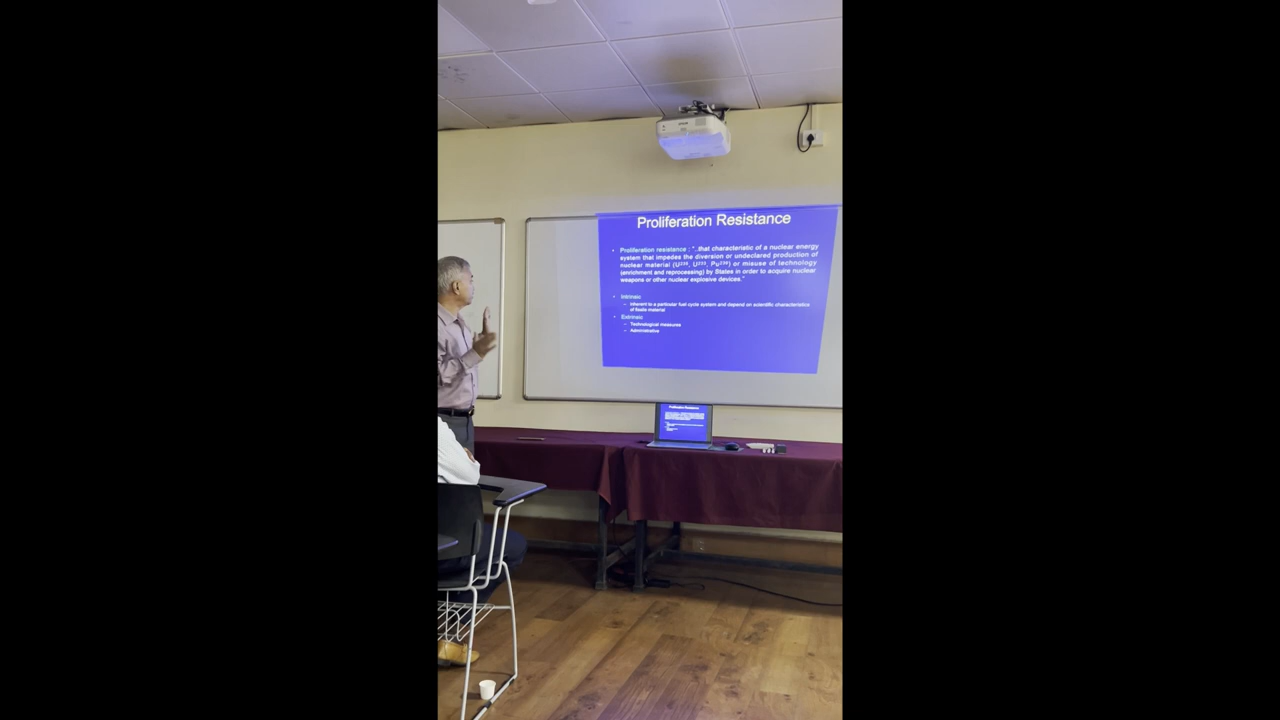 Proliferation Resistance
• Proliferation resistance : "..that characteristic of a nuclear energy
system that impedes the diversion or undeclared production of
nuclear material (U²³⁵, U²³³, Pu²³⁹) or misuse of technology
(enrichment and reprocessing) by States in order to acquire nuclear
weapons or other nuclear explosive devices."
• Intrinsic
– Inherent to a particular fuel cycle system and depend on scientific characteristics
of fissile material
• Extrinsic
– Technological measures
– Administrative
Proliferation Resistance